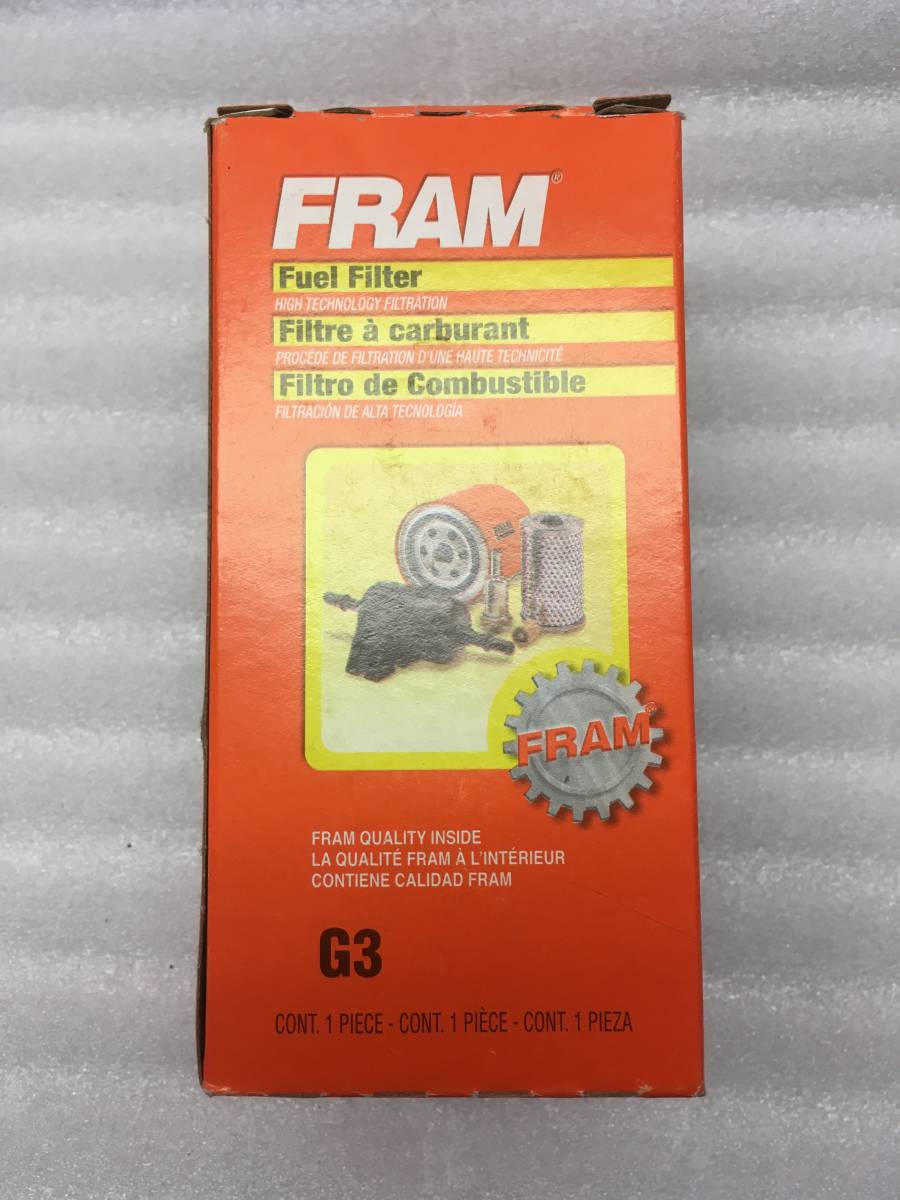 FRAM®
Fuel Filter
HIGH TECHNOLOGY FILTRATION
Filtre à carburant
PROCÉDE DE FILTRATION D'UNE HAUTE TECHNICITÉ
Filtro de Combustible
FILTRACIÓN DE ALTA TECNOLOGÍA
FRAM®
FRAM QUALITY INSIDE
LA QUALITÉ FRAM À L'INTÉRIEUR
CONTIENE CALIDAD FRAM
G3
CONT. 1 PIECE - CONT. 1 PIÈCE - CONT. 1 PIEZA